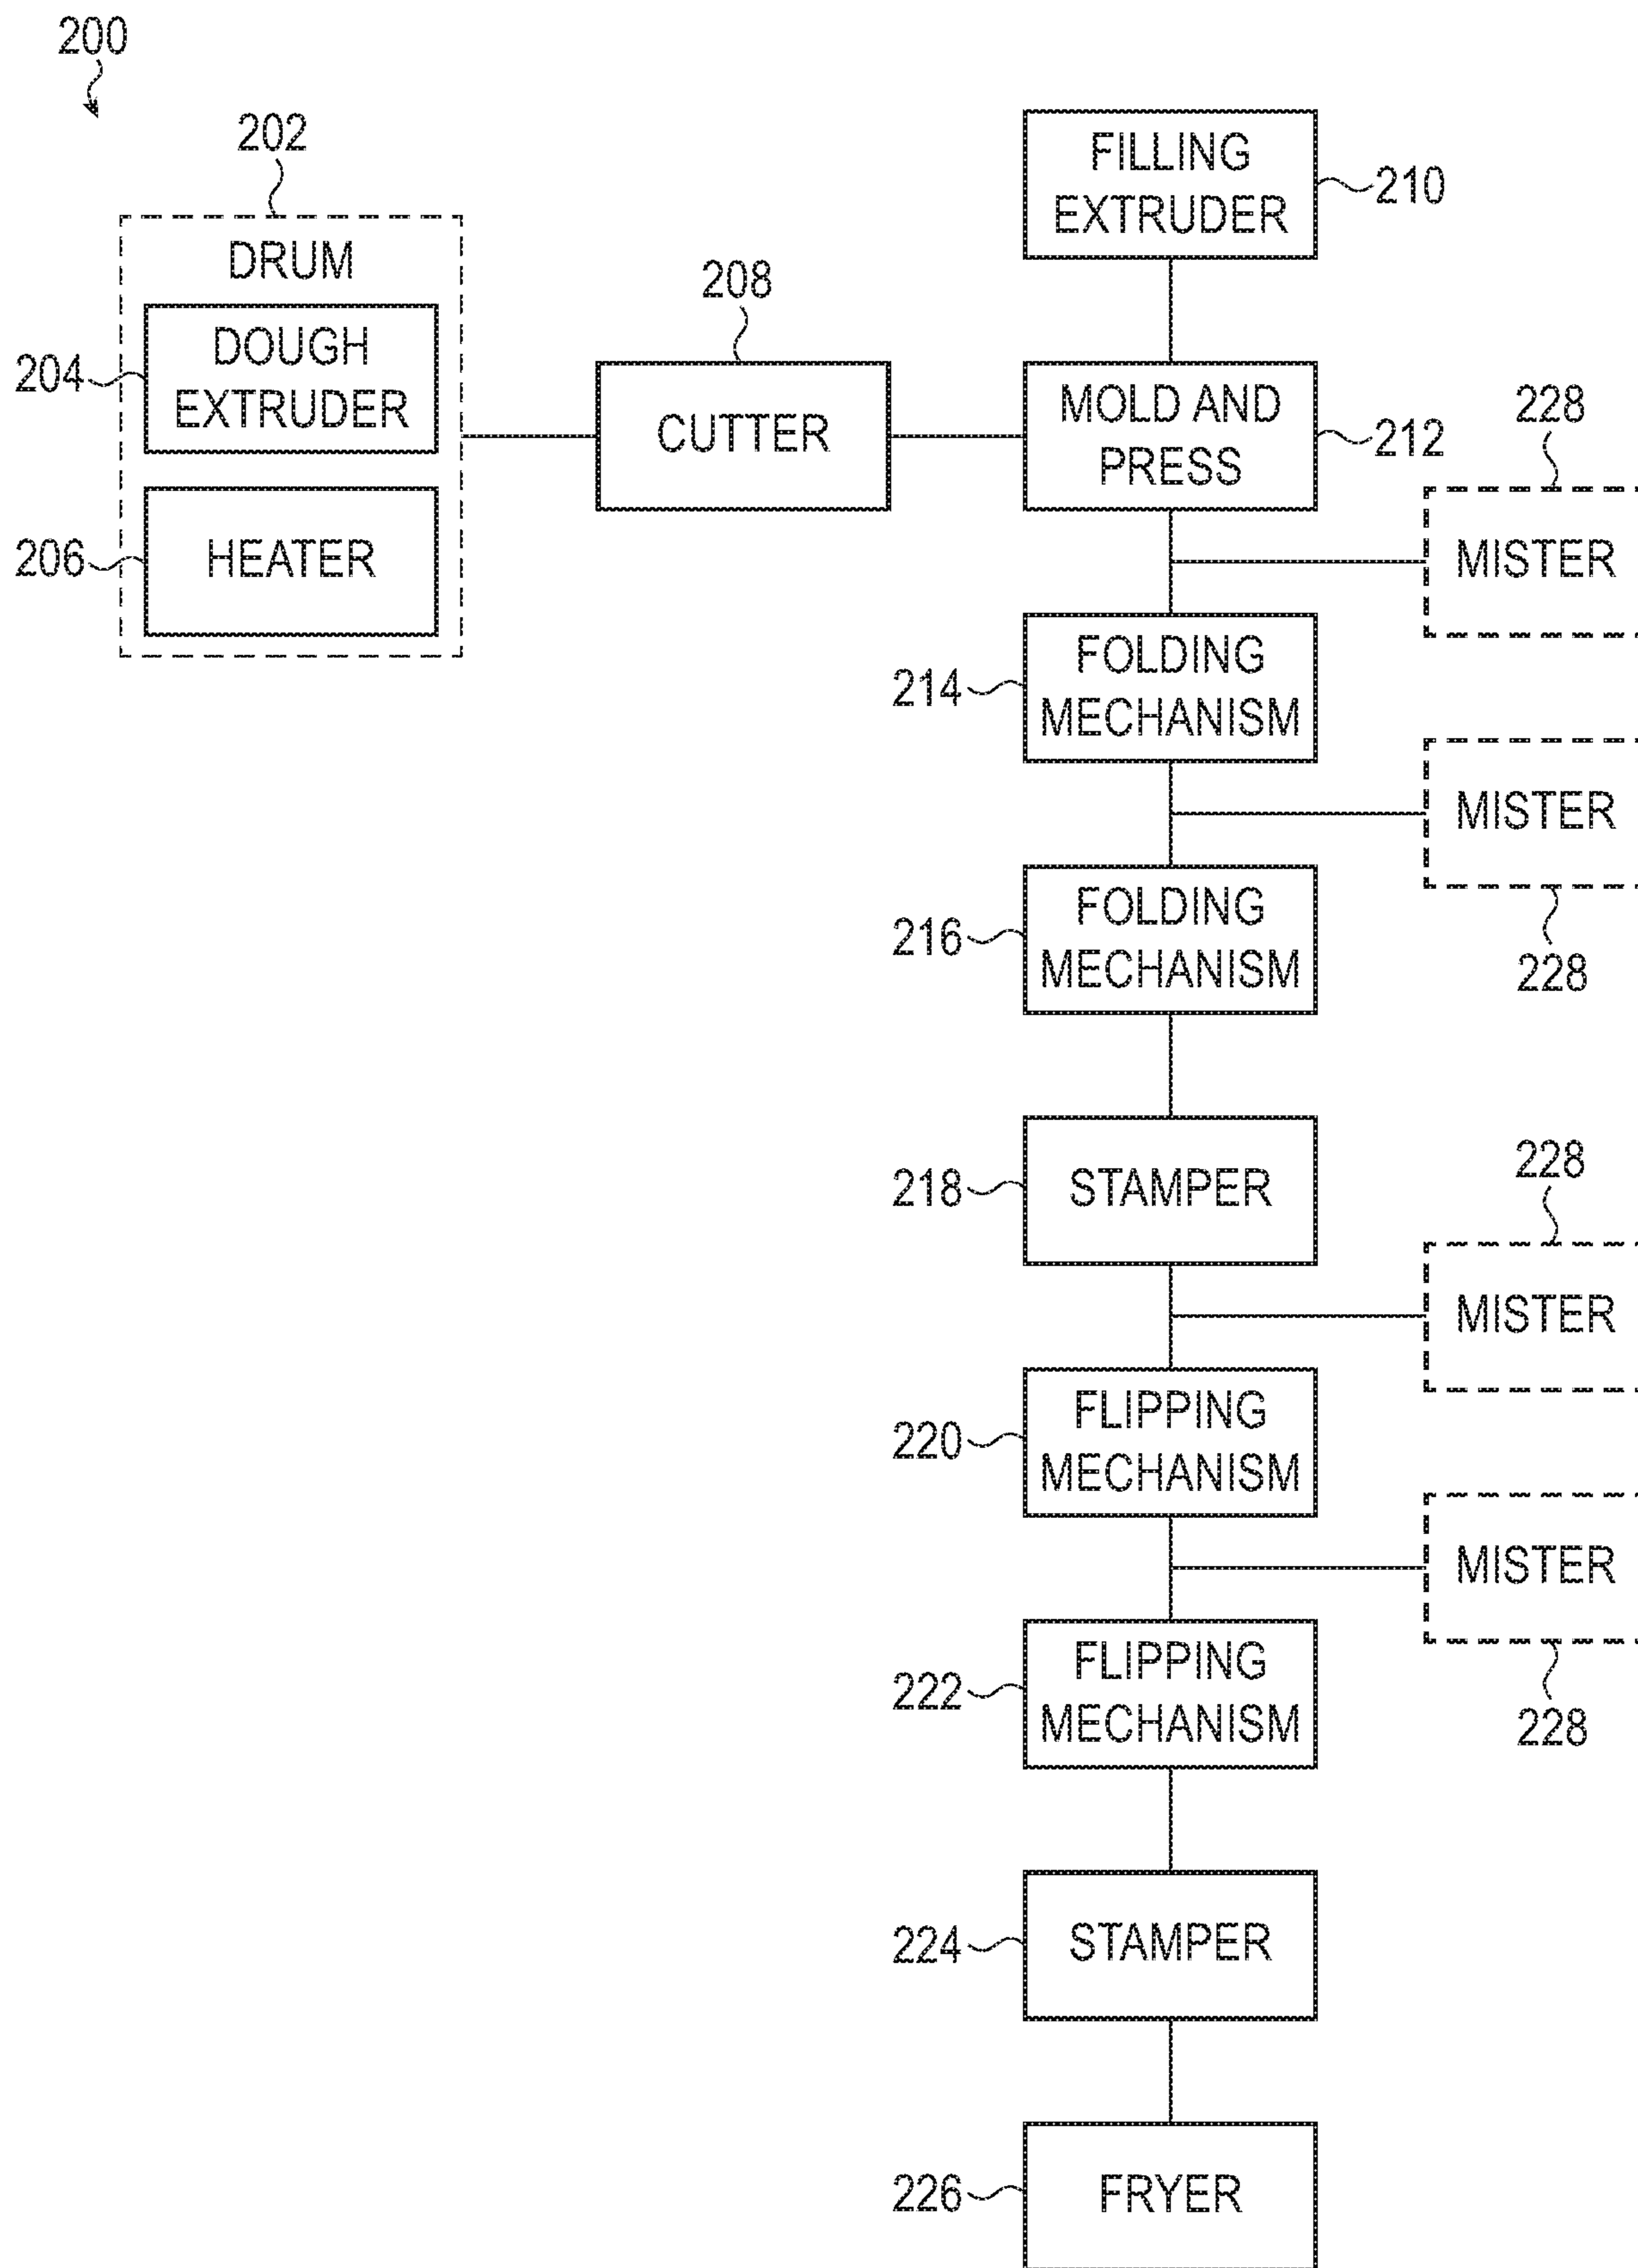 200
202
DRUM
204
DOUGH
EXTRUDER
206
HEATER
208
CUTTER
FILLING
EXTRUDER
210
MOLD AND
PRESS
212
228
MISTER
214
FOLDING
MECHANISM
MISTER
228
216
FOLDING
MECHANISM
218
STAMPER
228
MISTER
220
FLIPPING
MECHANISM
MISTER
228
222
FLIPPING
MECHANISM
224
STAMPER
226
FRYER